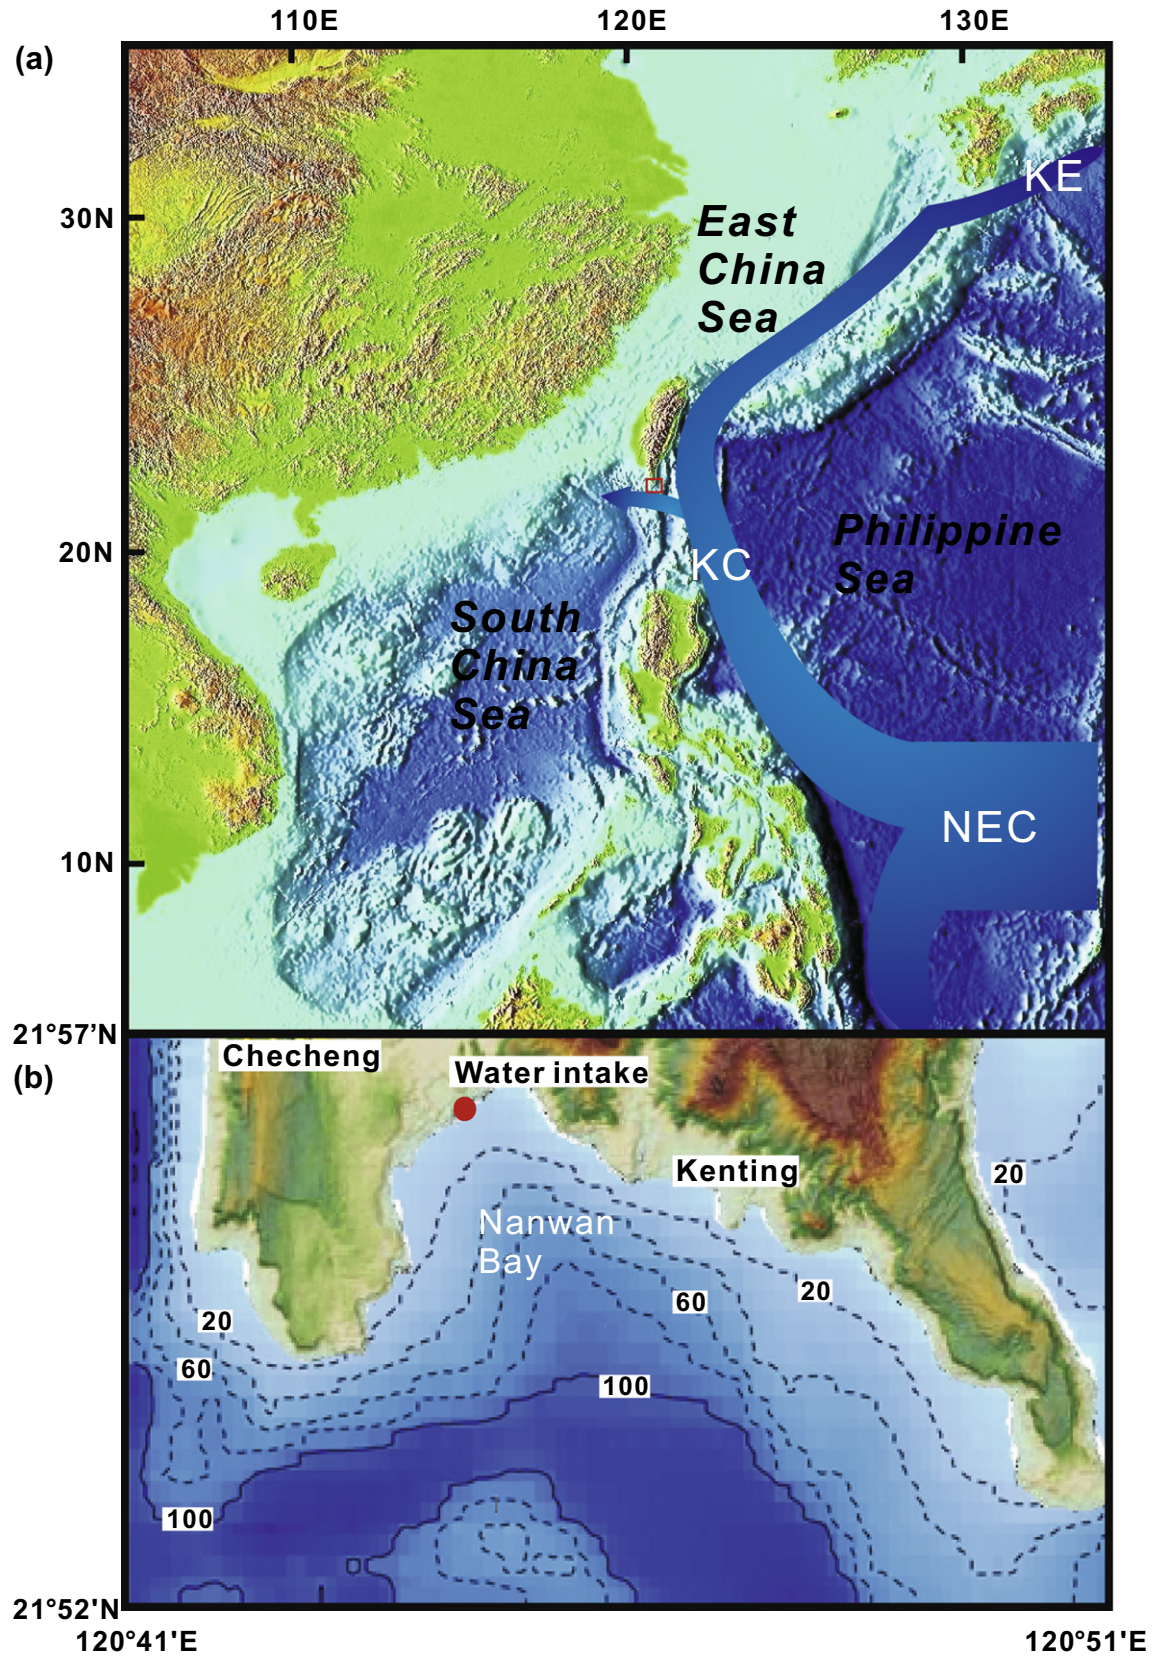 110E
120E
130E
(a)
KE
30N
East
China
Sea
20N
Philippine
Sea
KC
South
China
Sea
NEC
10N
21°57’N
(b)
Checheng
Water intake
Kenting
20
Nanwan
Bay
20
60
20
60
100
100
21°52'N
120°41'E
120°51'E